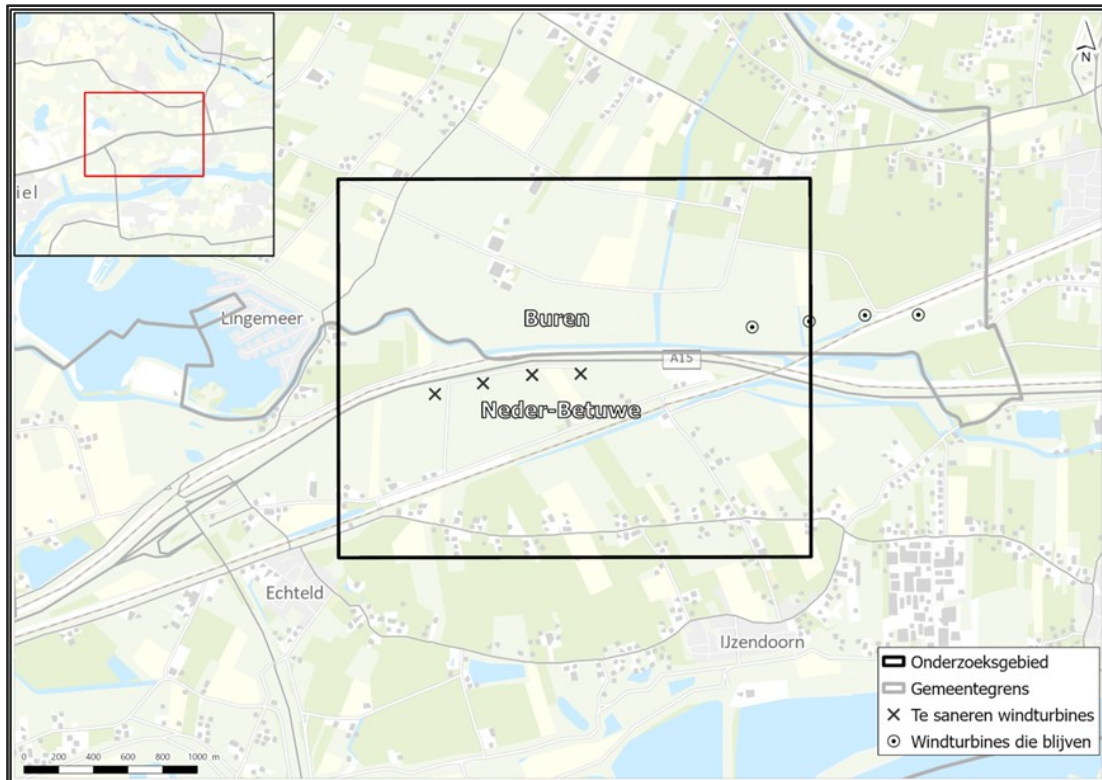 N
iel
Lingemeer
Buren
A15
Neder-Betuwe
Echteld
IJzendoorn
Onderzoeksgebied
Gemeentegrens
Te saneren windturbines
Windturbines die blijven
0 200 400 600 800 1000 m